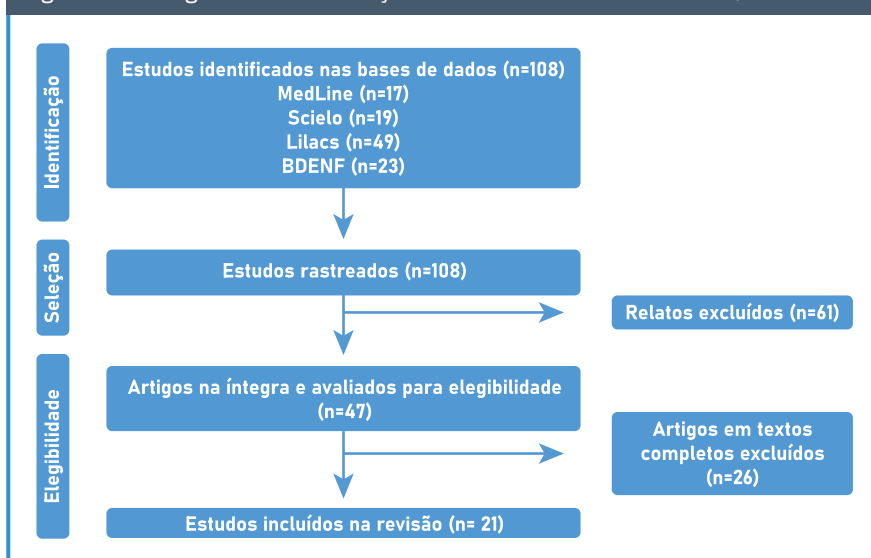 Identificação
Estudos identificados nas bases de dados (n=108)
MedLine (n=17)
Scielo (n=19)
Lilacs (n=49)
BDENF (n=23)
Seleção
Estudos rastreados (n=108)
Relatos excluídos (n=61)
Elegibilidade
Artigos na íntegra e avaliados para elegibilidade
(n=47)
Artigos em textos
completos excluídos
(n=26)
Estudos incluídos na revisão (n= 21)